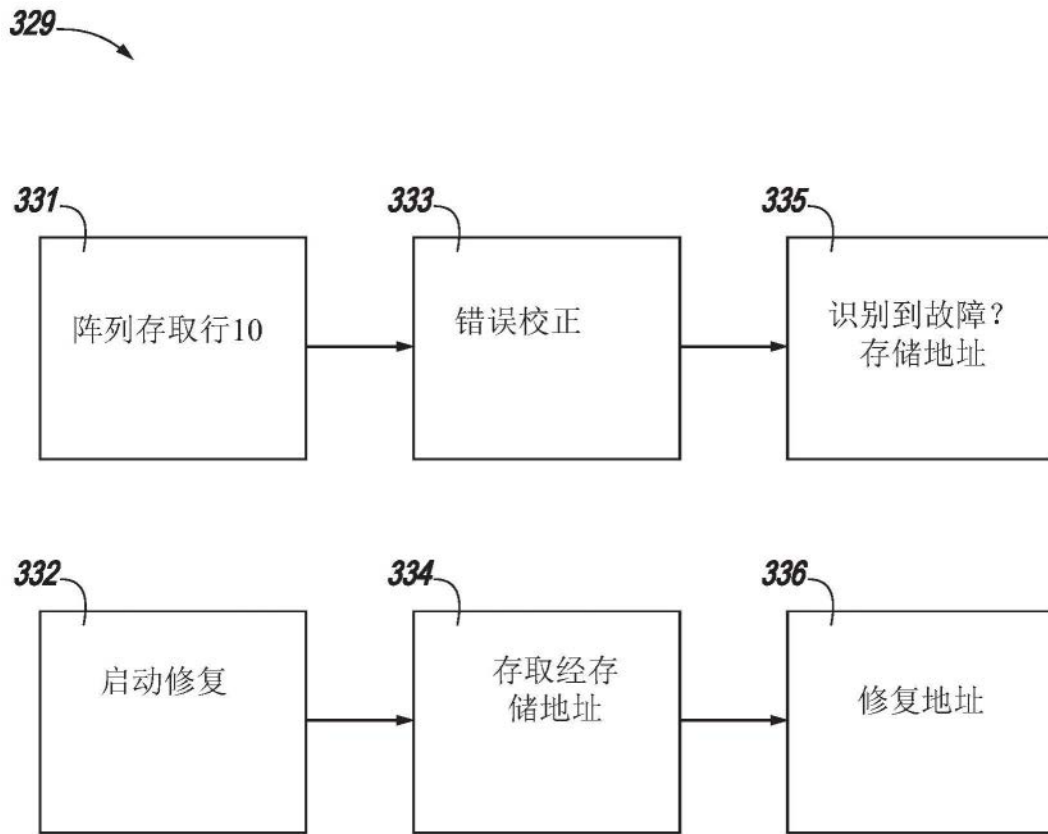 329
331
333
335
阵列存取行10
错误校正
识别到故障?
存储地址
332
334
336
启动修复
存取经存
储地址
修复地址